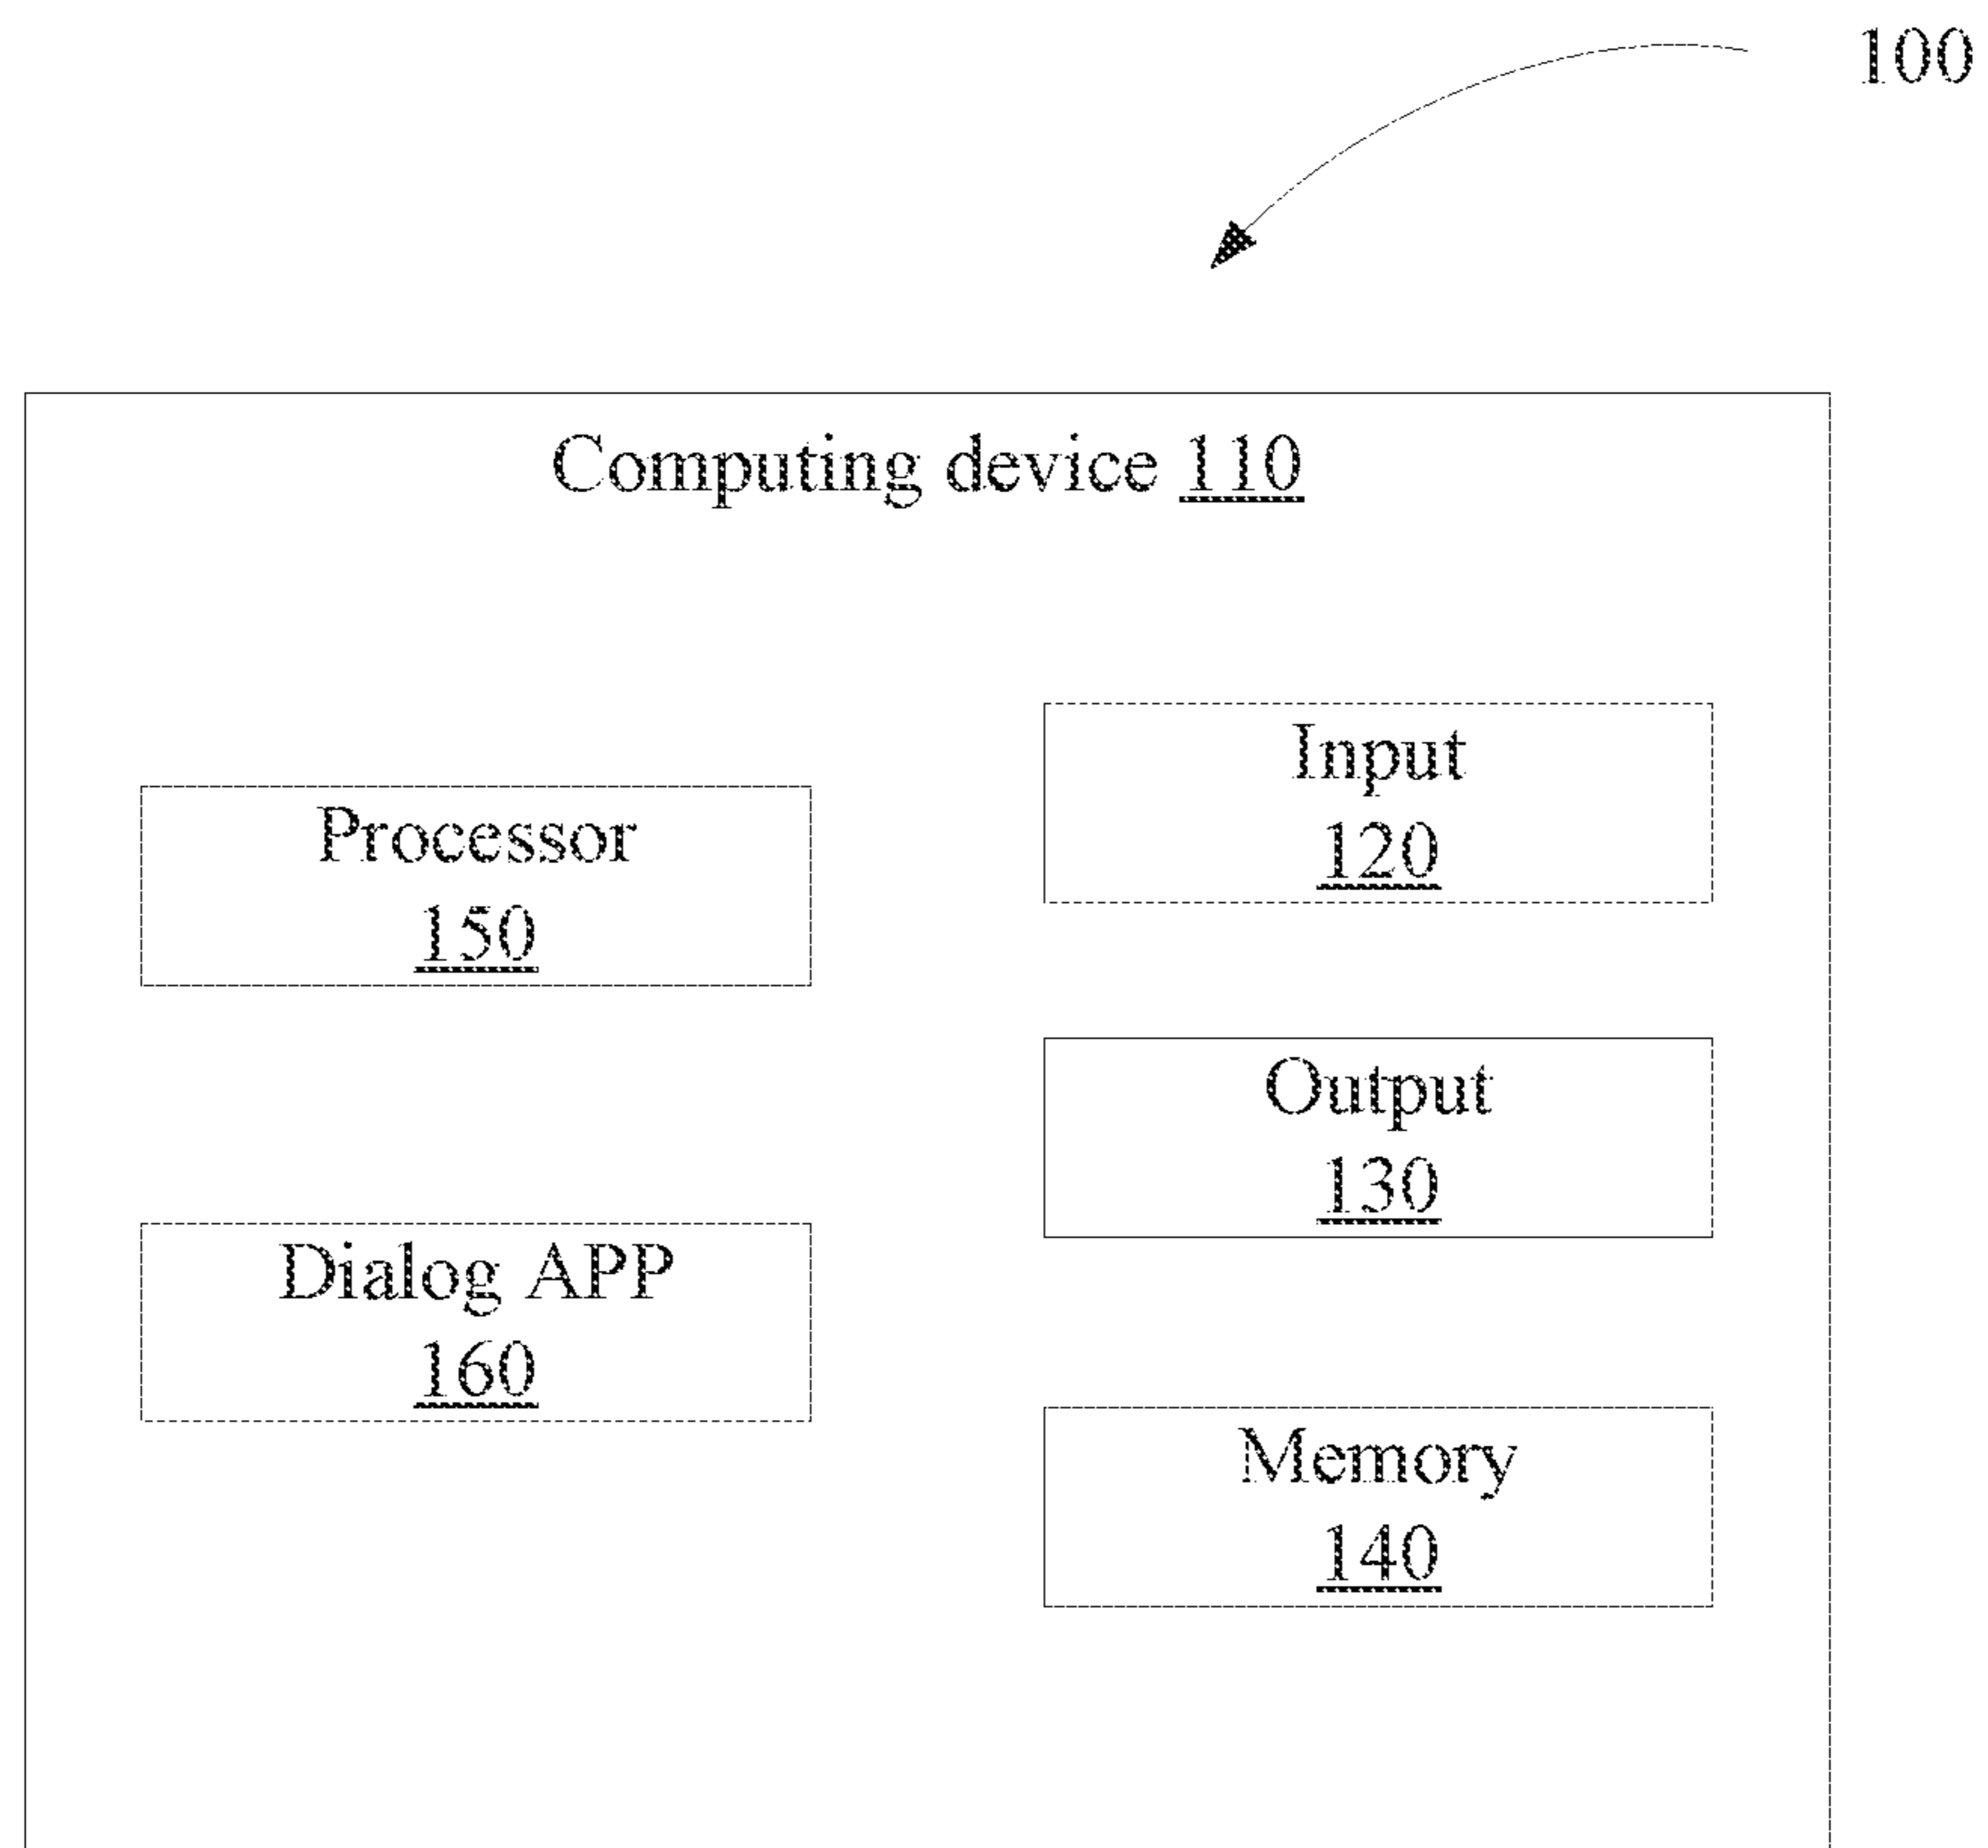 100
Computing device 110
Processor
150
Dialog APP
160
Input
120
Output
130
Memory
140